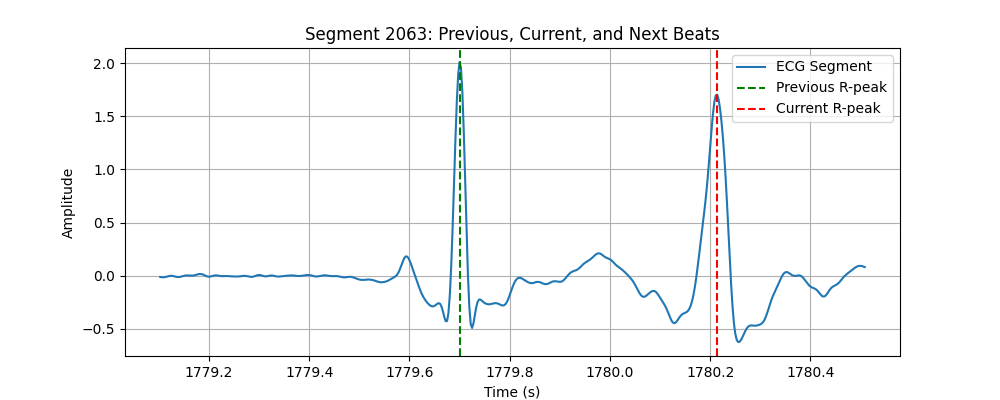 Segment 2063: Previous, Current, and Next Beats
ECG Segment
Previous R-peak
Current R-peak
2.0
1.5
1.0
0.5
0.0
−0.5
Amplitude
1779.2 1779.4 1779.6 1779.8 1780.0 1780.2 1780.4
Time (s)